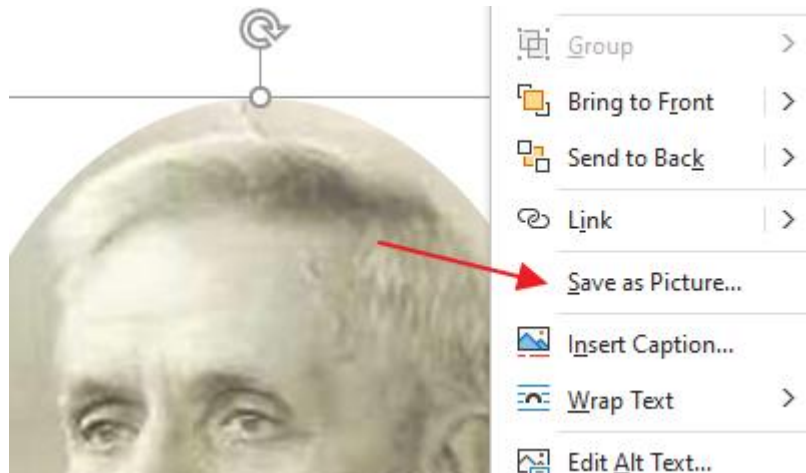 Group
Bring to Front
Send to Back
Link
Save as Picture...
Insert Caption...
Wrap Text
Edit Alt Text...